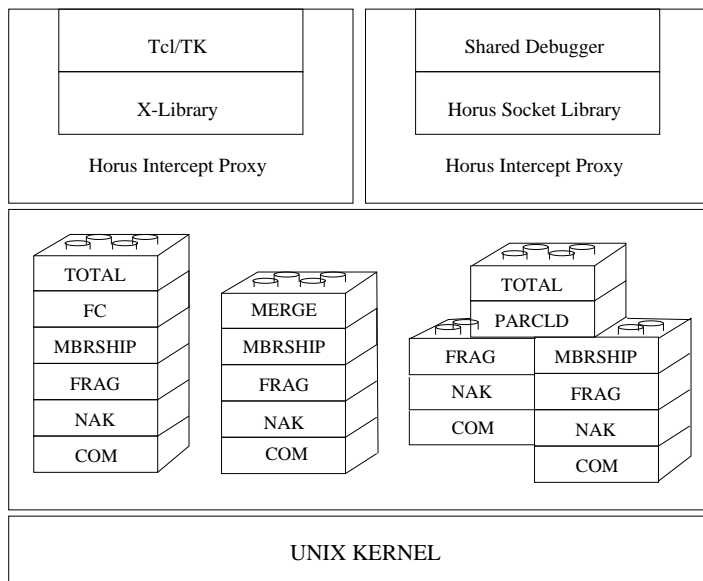 Tcl/TK
X-Library
Horus Intercept Proxy
Shared Debugger
Horus Socket Library
Horus Intercept Proxy
TOTAL
FC
MBRSHIP
FRAG
NAK
COM
MERGE
MBRSHIP
FRAG
NAK
COM
TOTAL
PARCLD
FRAG
NAK
COM
MBRSHIP
FRAG
NAK
COM
UNIX KERNEL